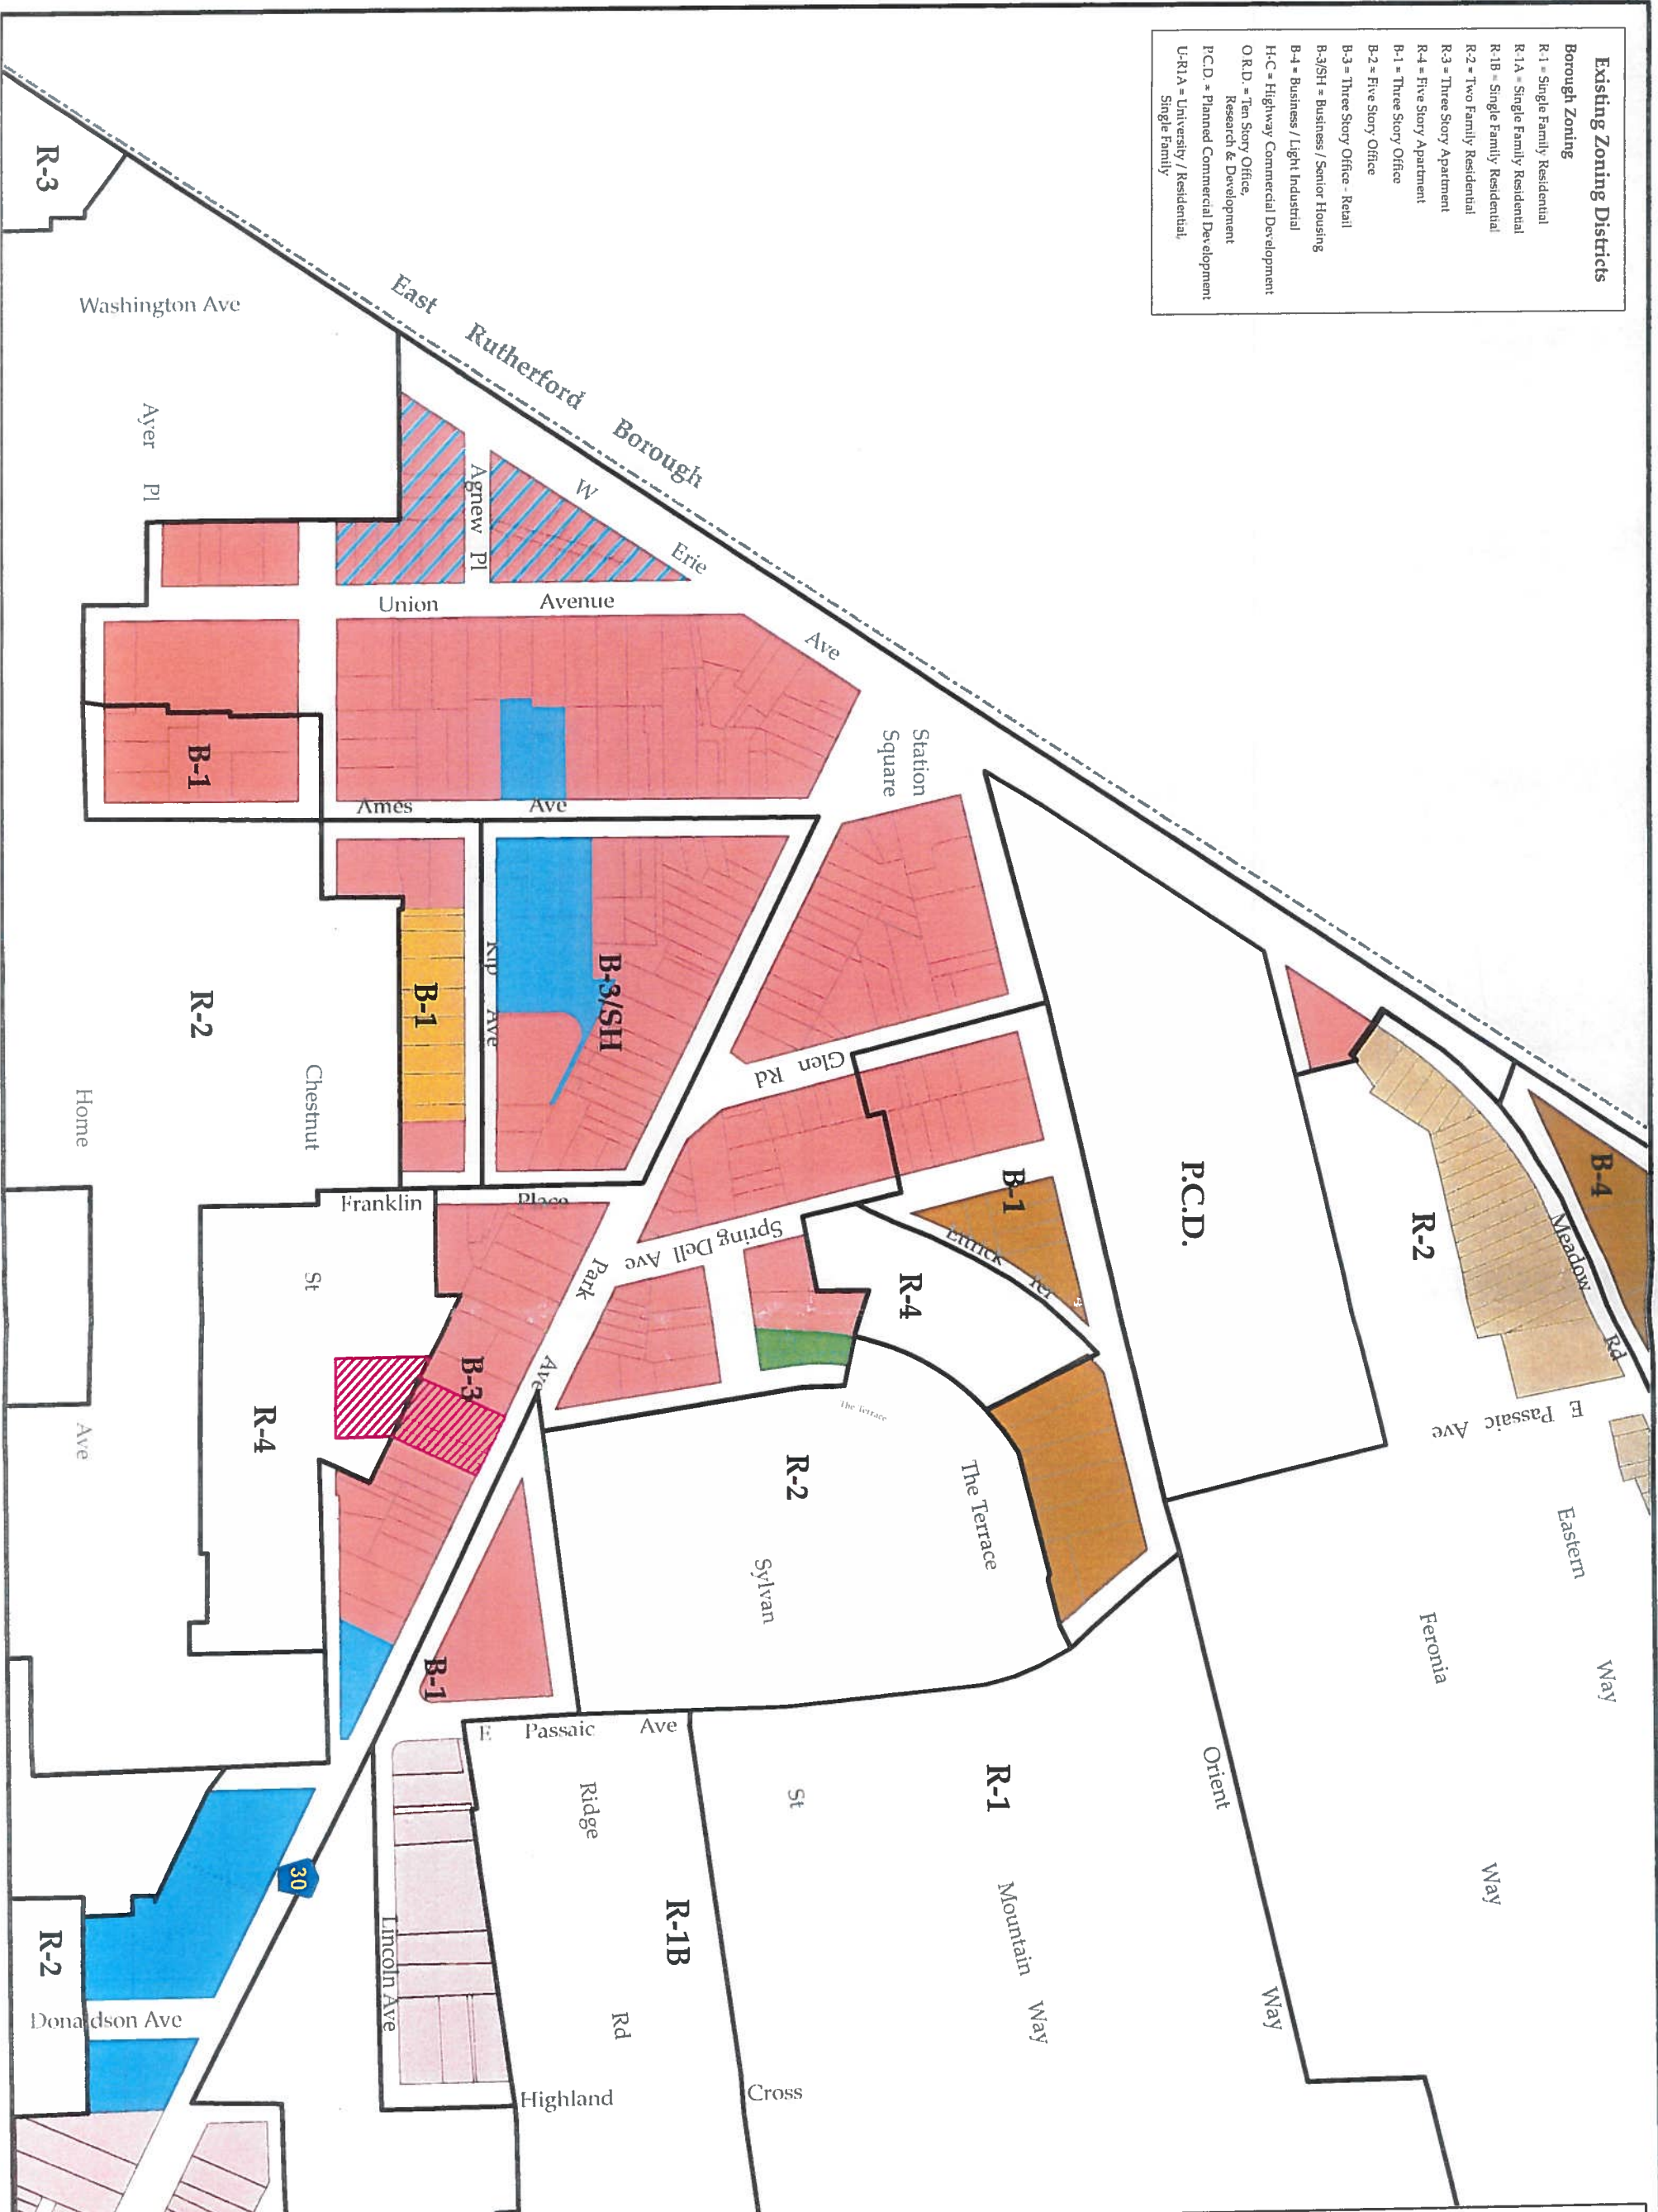 Existing Zoning Districts
Borough Zoning
R-1 = Single Family Residential
R-1A = Single Family Residential
R-1B = Single Family Residential
R-2 = Two Family Residential
R-3 = Three Story Apartment
R-4 = Five Story Apartment
B-1 = Three Story Office
B-2 = Five Story Office
B-3 = Three Story Office - Retail
B-3/SH = Business / Senior Housing
B-4 = Business / Light Industrial
H-C = Highway Commercial Development
O.R.D. = Ten Story Office,
Research & Development
P.C.D. = Planned Commercial Development
U-R1A = University / Residential,
Single Family
R-3
Washington Ave
Ayer Pl
East Rutherford Borough
W Erie Ave
Agnew Pl
Union Avenue
Station
Square
B-1
Ames Ave
B-3/SH
B-1
Kip Ave
R-2
Chestnut St
Home Ave
Glen Rd
Franklin Place
Spring Dell Ave
Park Ave
B-1
Ettrick Ter
R-4
P.C.D.
R-2
B-4
Meadow Rd
E Passaic Ave
Eastern Way
Feronia Way
B-3
R-4
The Terrace
R-2
The Terrace
Sylvan St
B-1
E Passaic Ave
Ridge Rd
R-1B
R-1
Mountain Way
Orient Way
30
Lincoln Ave
R-2
Donaldson Ave
Highland Cross